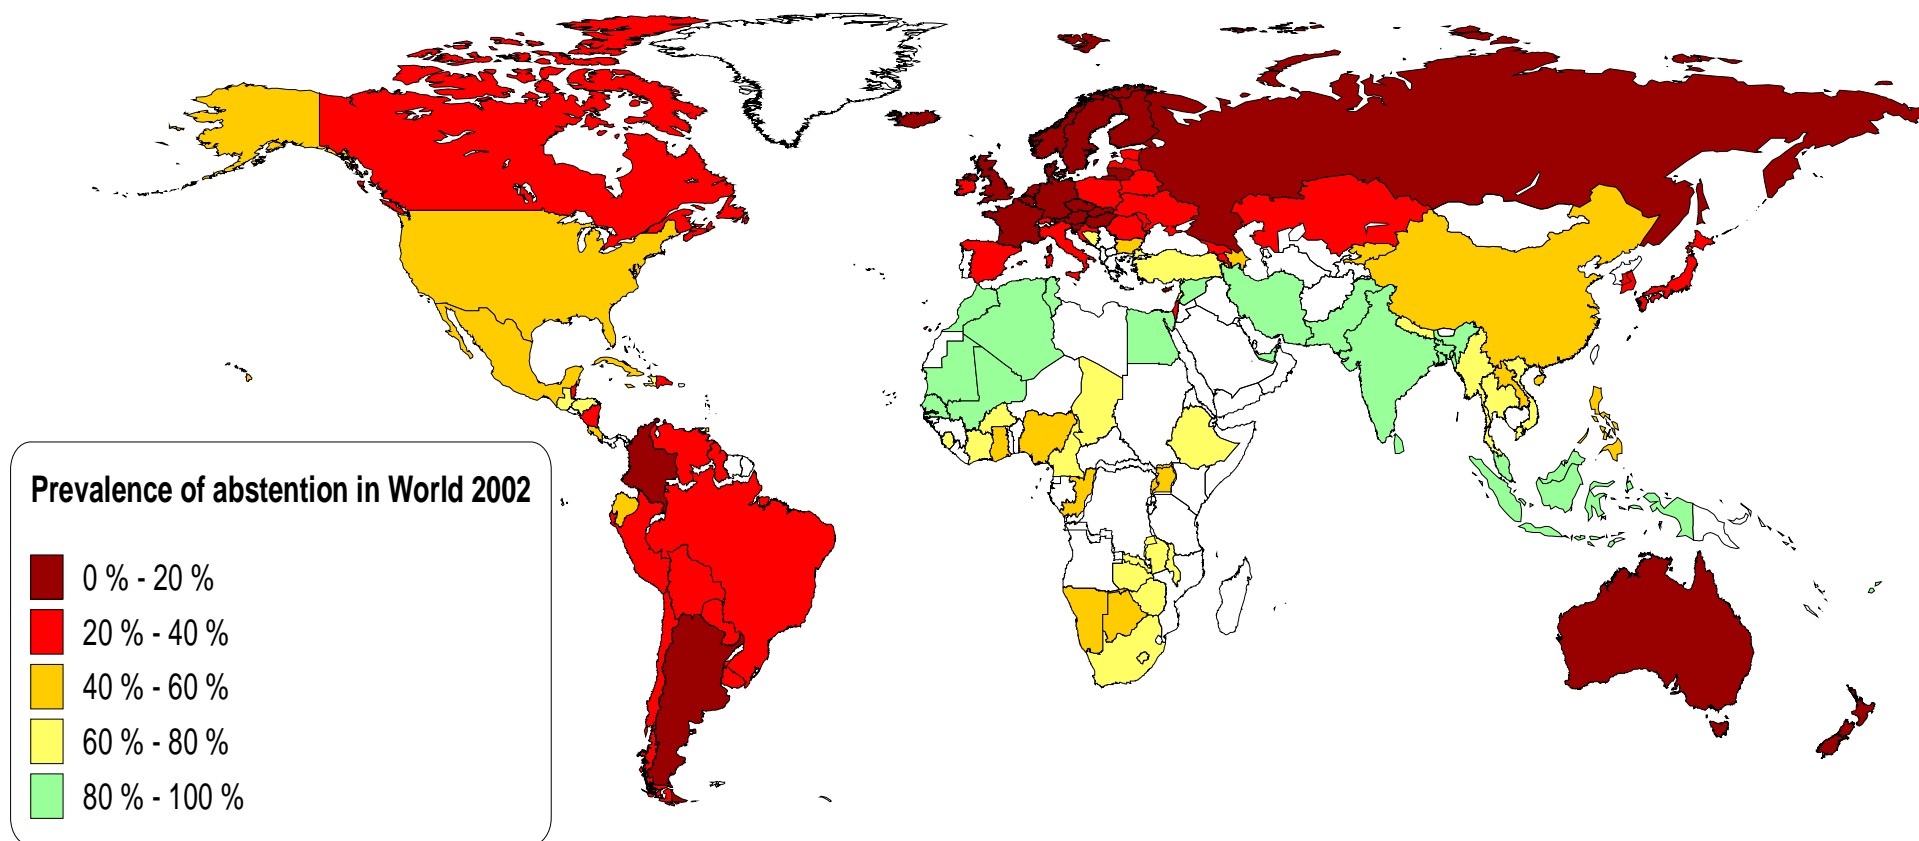 Prevalence of abstention in World 2002
0 % - 20 %
20 % - 40 %
40 % - 60 %
60 % - 80 %
80 % - 100 %